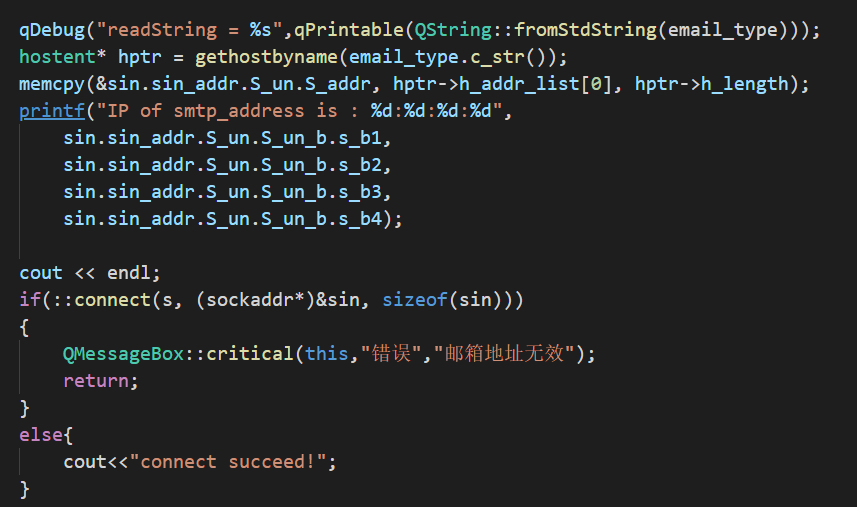 qDebug("readString = %s",qPrintable(QString::fromStdString(email_type)));
hostent* hptr = gethostbyname(email_type.c_str());
memcpy(&sin.sin_addr.S_un.S_addr, hptr->h_addr_list[0], hptr->h_length);
printf("IP of smtp_address is : %d:%d:%d:%d",
    sin.sin_addr.S_un.S_un_b.s_b1,
    sin.sin_addr.S_un.S_un_b.s_b2,
    sin.sin_addr.S_un.S_un_b.s_b3,
    sin.sin_addr.S_un.S_un_b.s_b4);
cout << endl;
if(::connect(s, (sockaddr*)&sin, sizeof(sin)))
{
    QMessageBox::critical(this,"错误","邮箱地址无效");
    return;
}
else{
    cout<<"connect succeed!";
}